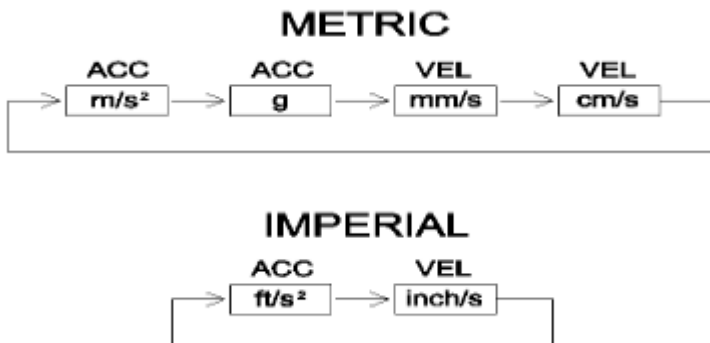 METRIC
ACC ACC VEL VEL
m/s² g mm/s cm/s
IMPERIAL
ACC VEL
ft/s² inch/s